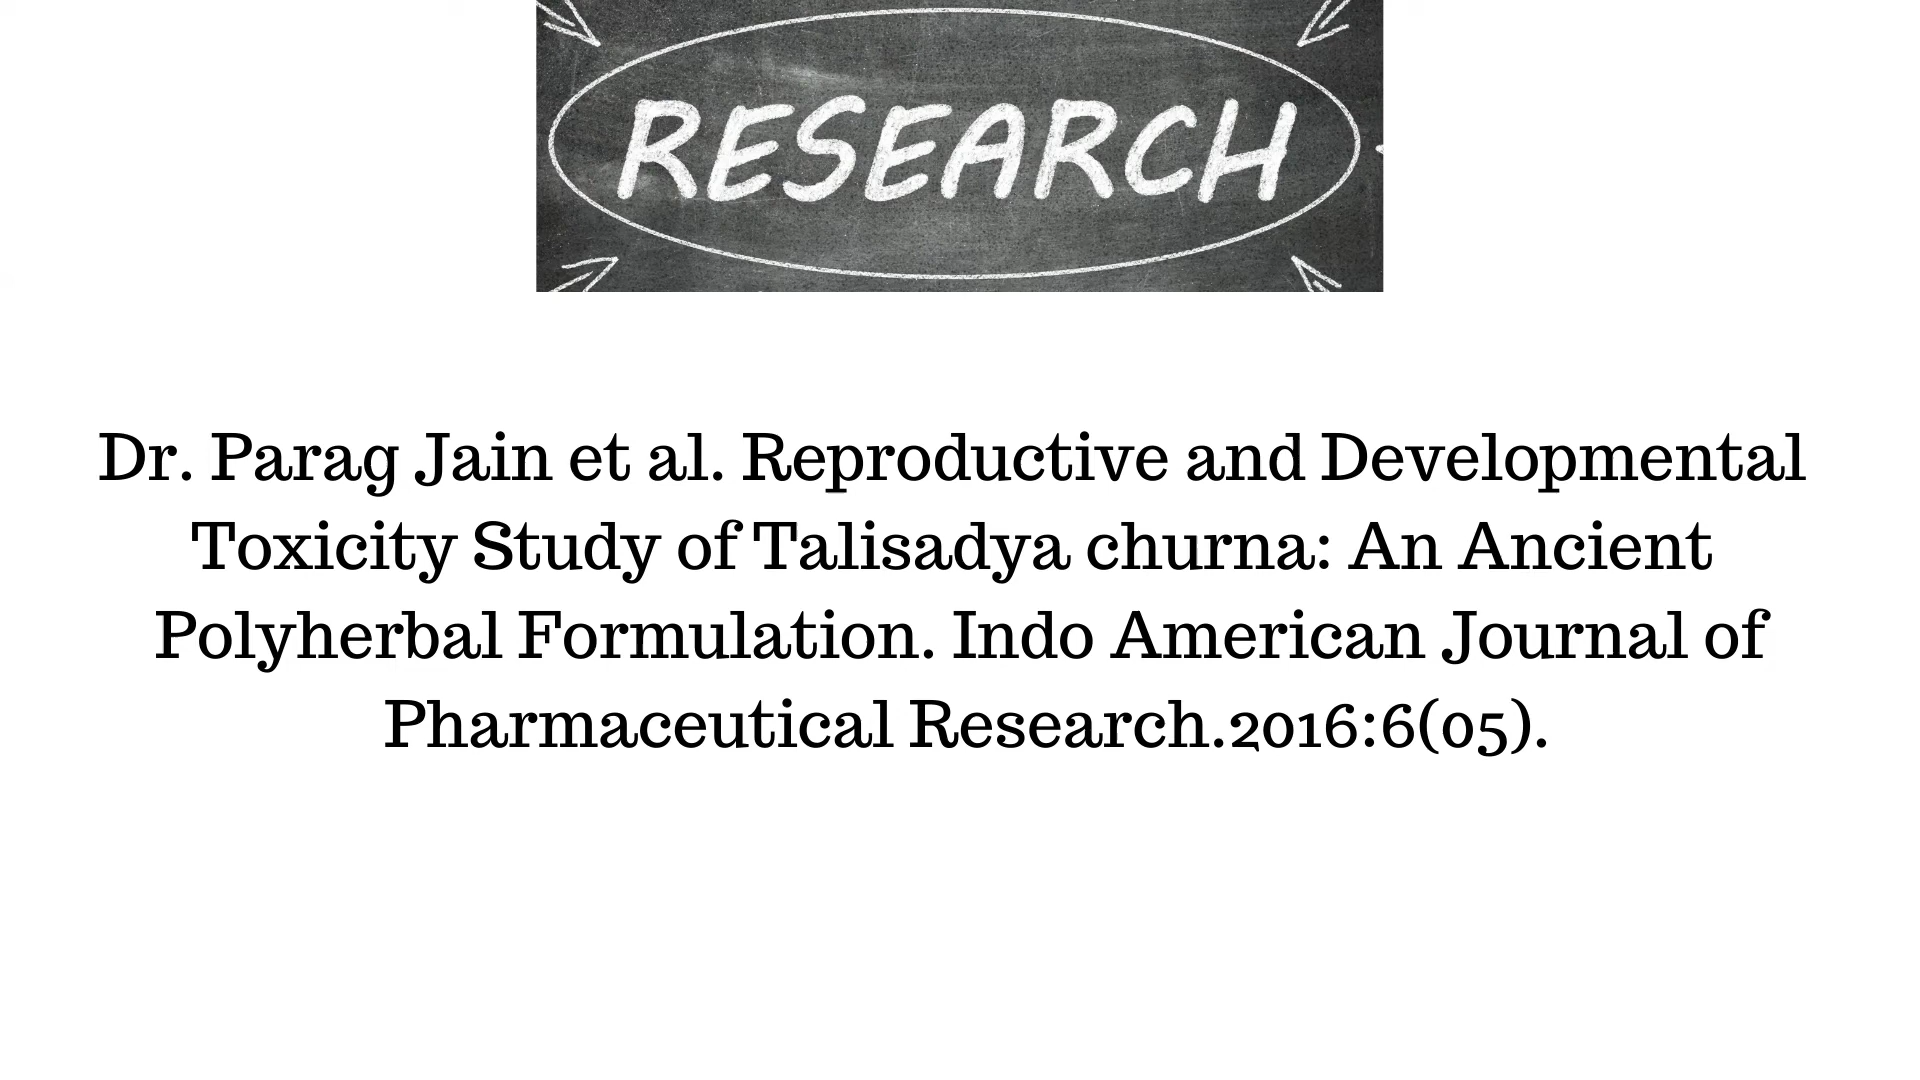 RESEARCH
Dr. Parag Jain et al. Reproductive and Developmental
Toxicity Study of Talisadya churna: An Ancient
Polyherbal Formulation. Indo American Journal of
Pharmaceutical Research.2016:6(05).